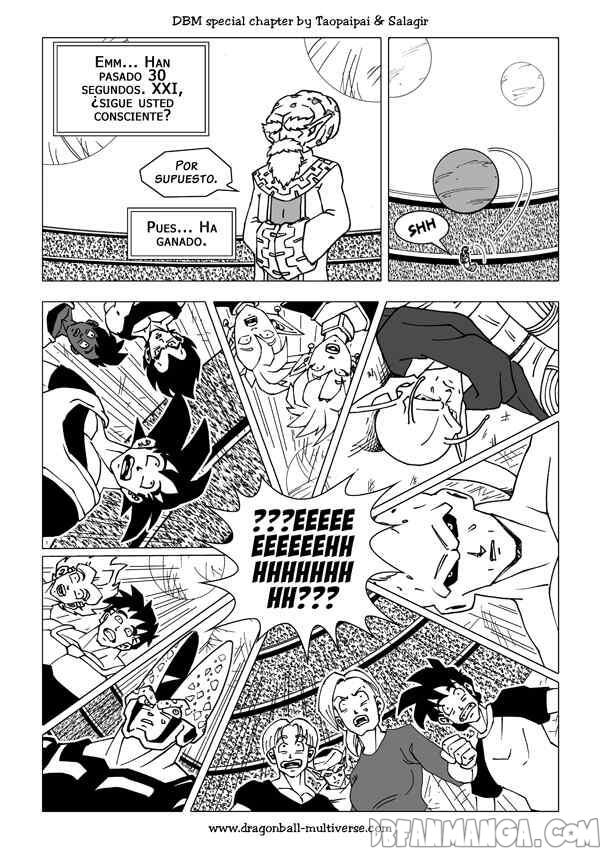 DBM special chapter by Taopaipai & Salagir
Emm... Han
pasado 30
segundos. XXI,
¿sigue usted
consciente?
Por
supuesto.
Pues... Ha
ganado.
SHH
???EEEEE
EEEEEEEHH
HHHHHHH
HH???
www.dragonball-multiverse.com
DBFANMANGA.COM